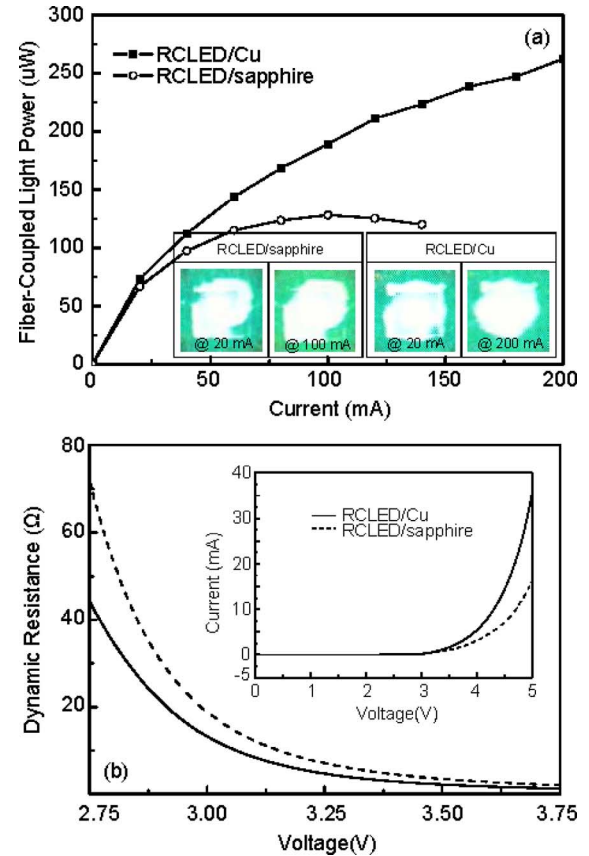 300
(a)
RCLED/Cu
RCLED/sapphire
250
200
150
100
50
0
Fiber-Coupled Light Power (uW)
RCLED/sapphire RCLED/Cu
@ 20 mA @ 100 mA @ 20 mA @ 200 mA
0 50 100 150 200
Current (mA)
80
60
40
20
Dynamic Resistance (Ω)
40
30
20
10
0
-5
Current (mA)
RCLED/Cu
RCLED/sapphire
0 1 2 3 4 5
Voltage(V)
(b)
2.75 3.00 3.25 3.50 3.75
Voltage(V)